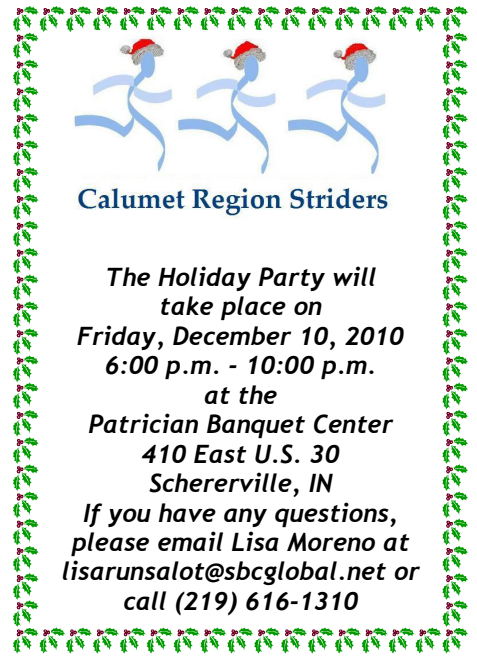 Calumet Region Striders
The Holiday Party will
take place on
Friday, December 10, 2010
6:00 p.m. - 10:00 p.m.
at the
Patrician Banquet Center
410 East U.S. 30
Schererville, IN
If you have any questions,
please email Lisa Moreno at
lisarunsalot@sbcglobal.net or
call (219) 616-1310